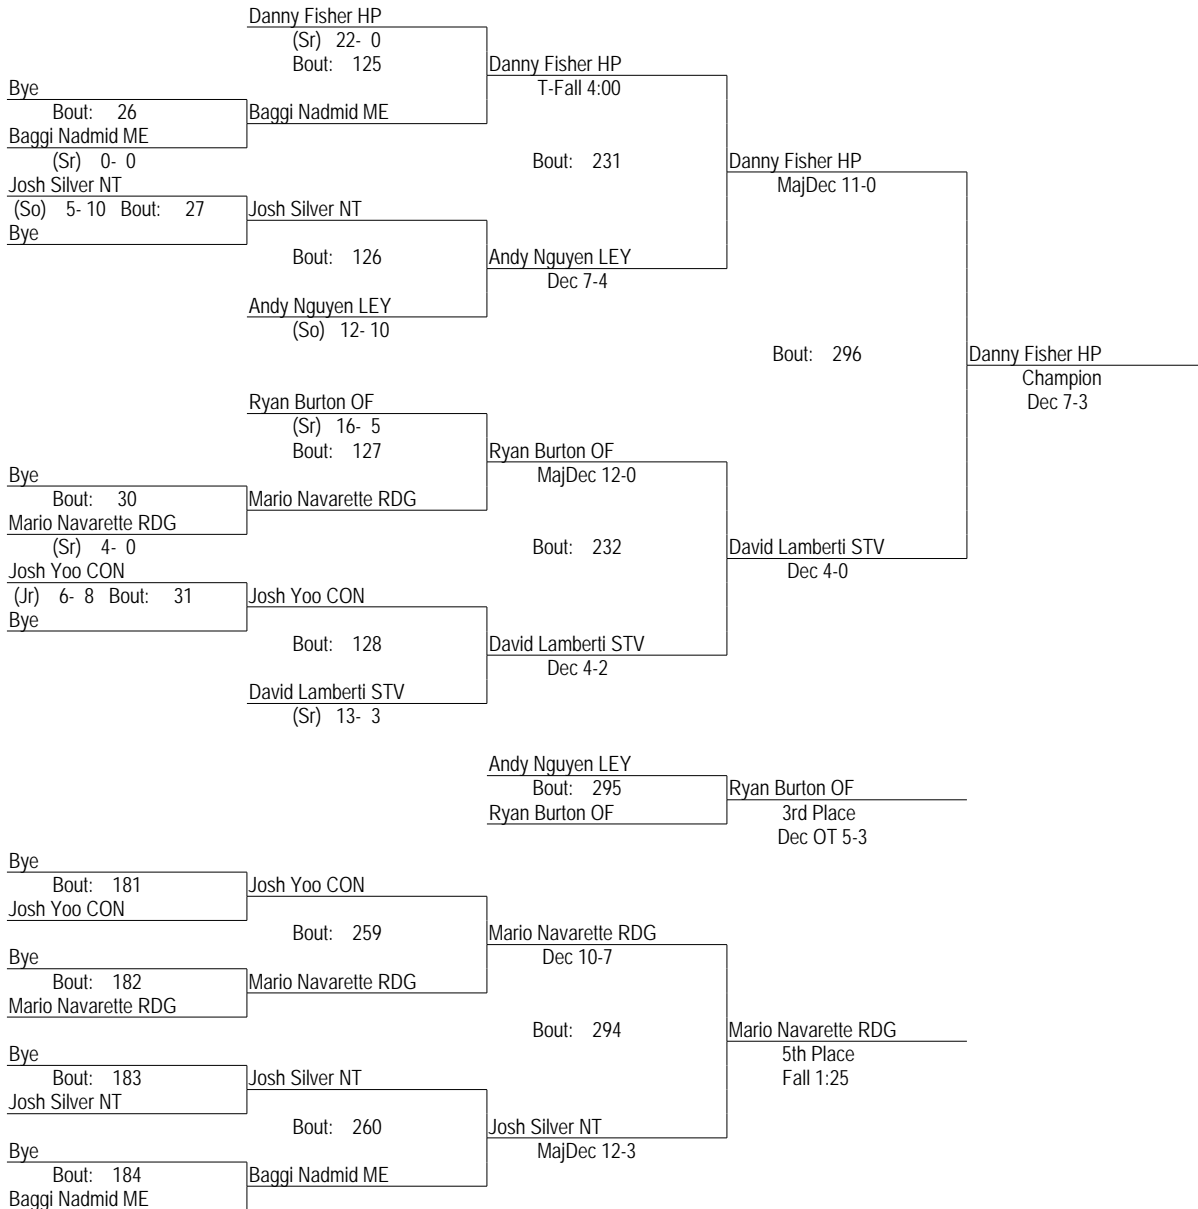 Danny Fisher HP
(Sr) 22- 0
Bout: 125
Danny Fisher HP
T-Fall 4:00
Bye
Bout: 26
Baggi Nadmid ME
Baggi Nadmid ME
(Sr) 0- 0
Bout: 231
Danny Fisher HP
MajDec 11-0
Josh Silver NT
(So) 5- 10 Bout: 27
Josh Silver NT
Bye
Bout: 126
Andy Nguyen LEY
Dec 7-4
Andy Nguyen LEY
(So) 12- 10
Bout: 296
Danny Fisher HP
Champion
Dec 7-3
Ryan Burton OF
(Sr) 16- 5
Bout: 127
Ryan Burton OF
MajDec 12-0
Bye
Bout: 30
Mario Navarette RDG
Mario Navarette RDG
(Sr) 4- 0
Bout: 232
David Lamberti STV
Dec 4-0
Josh Yoo CON
(Jr) 6- 8 Bout: 31
Josh Yoo CON
Bye
Bout: 128
David Lamberti STV
Dec 4-2
David Lamberti STV
(Sr) 13- 3
Andy Nguyen LEY
Bout: 295
Ryan Burton OF
Ryan Burton OF
3rd Place
Dec OT 5-3
Bye
Bout: 181
Josh Yoo CON
Josh Yoo CON
Bout: 259
Mario Navarette RDG
Dec 10-7
Bye
Bout: 182
Mario Navarette RDG
Mario Navarette RDG
Bout: 294
Mario Navarette RDG
5th Place
Fall 1:25
Bye
Bout: 183
Josh Silver NT
Josh Silver NT
Bout: 260
Josh Silver NT
MajDec 12-3
Bye
Bout: 184
Baggi Nadmid ME
Baggi Nadmid ME